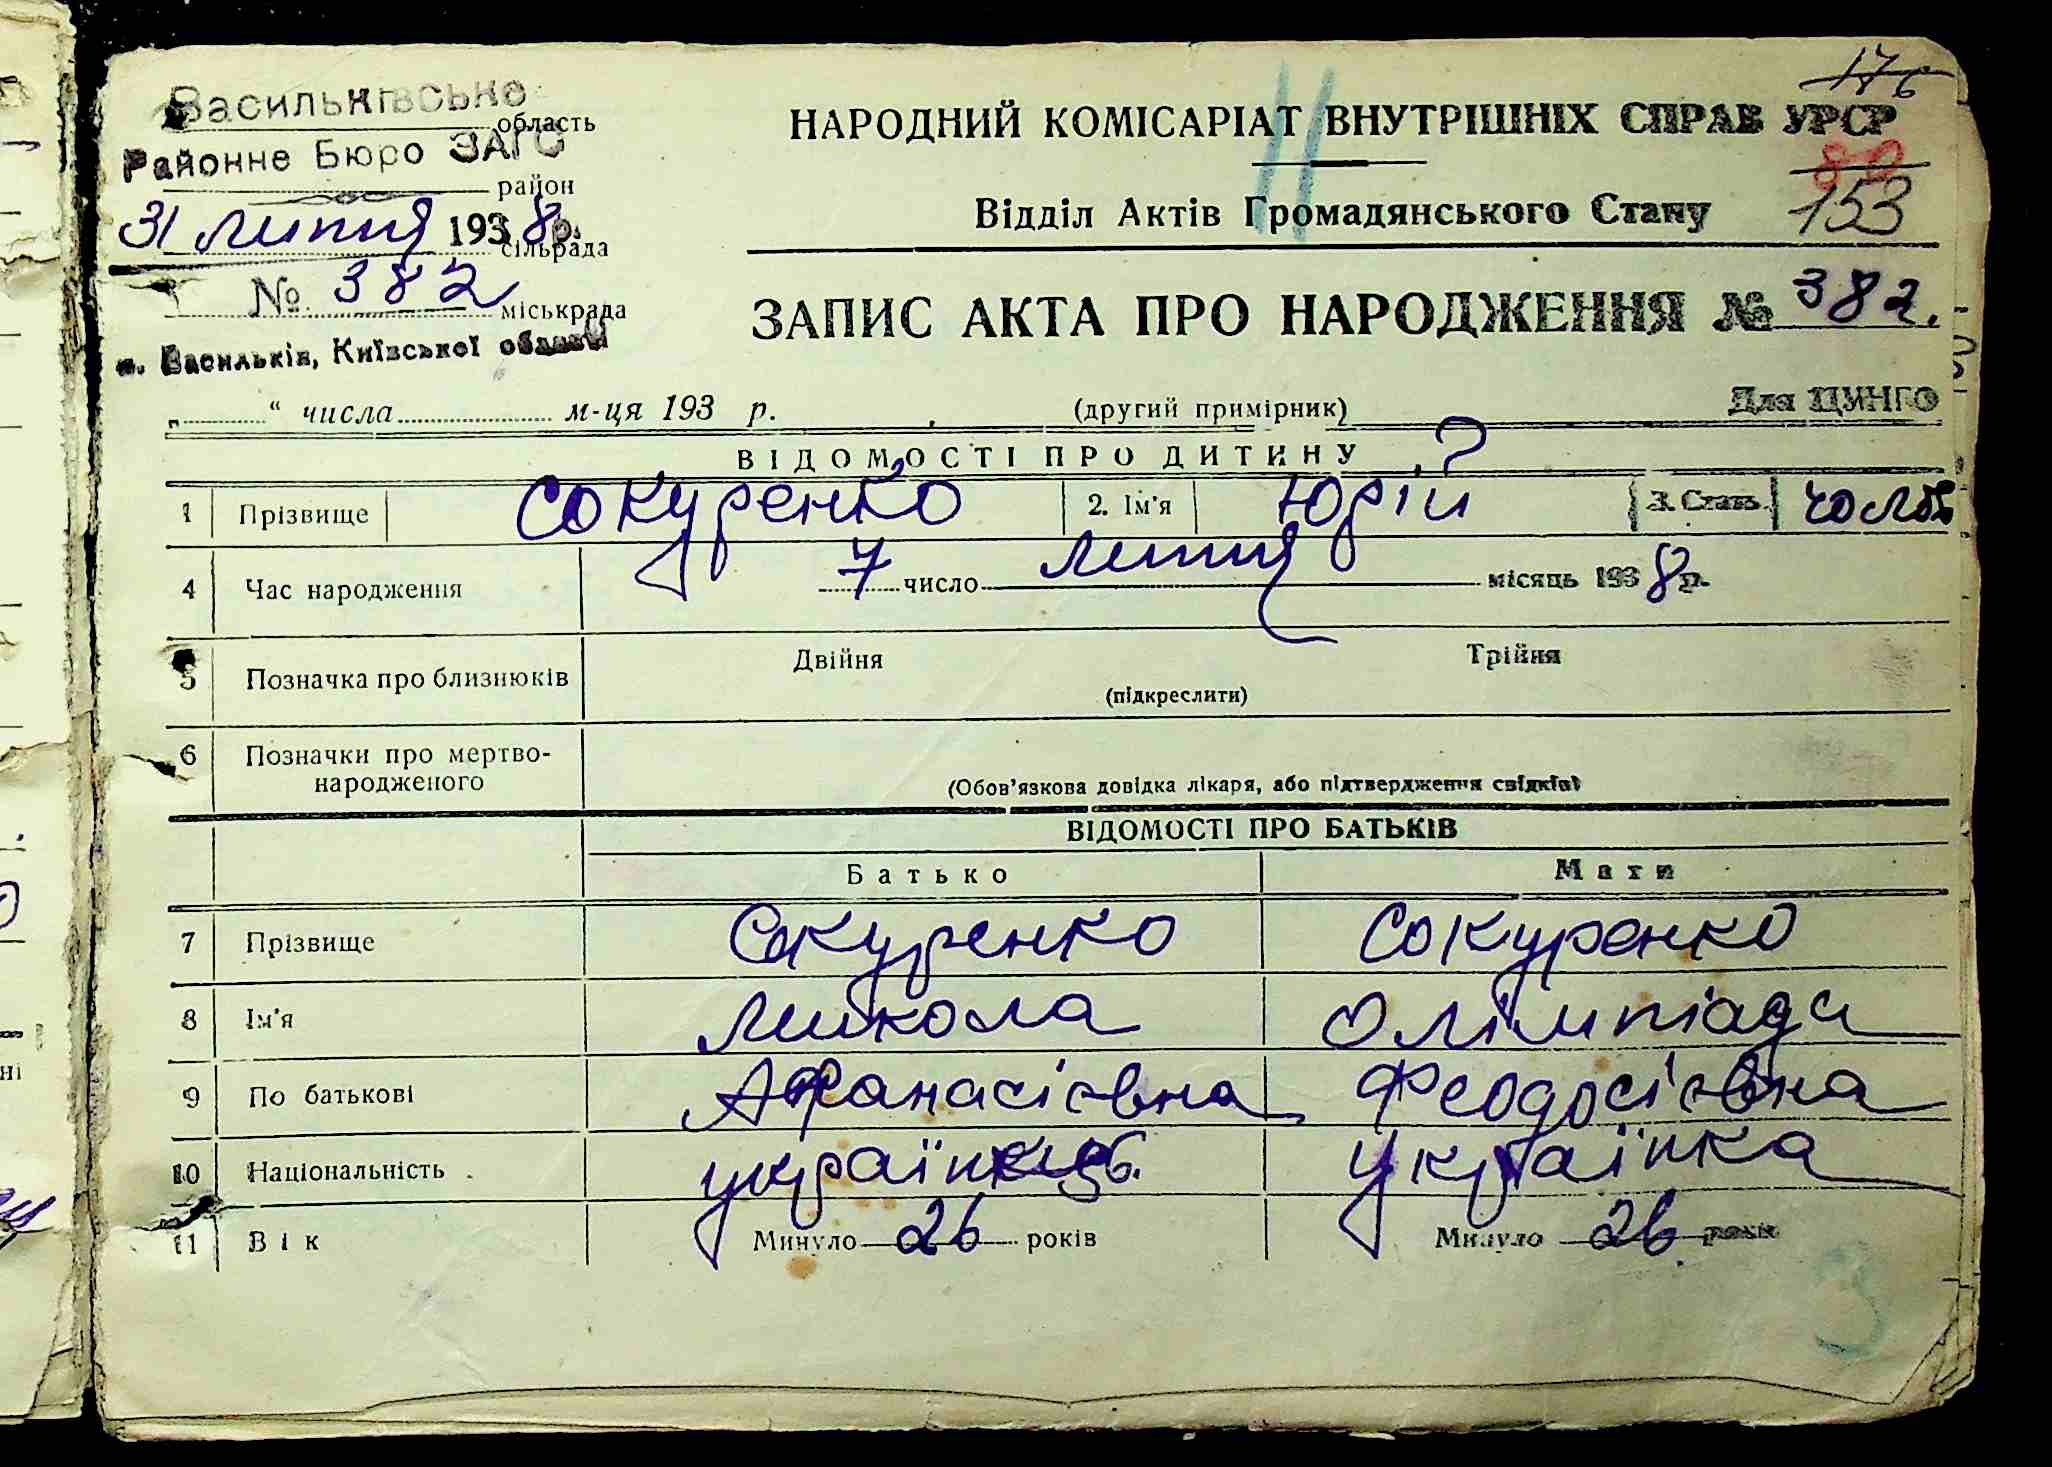 Васильківське
область
Районне Бюро ЗАГС
район
31 липня 1938 р.
сільрада
№ 382
міськрада
м. Васильків, Київської області
„ “ числа м-ця 193 р.
НАРОДНИЙ КОМІСАРІАТ ВНУТРІШНІХ СПРАВ УРСР
176
80
Відділ Актів Громадянського Стану
153
ЗАПИС АКТА ПРО НАРОДЖЕННЯ № 382.
(другий примірник)
Для ЦУНГО
ВІДОМОСТІ ПРО ДИТИНУ ?
1 Прізвище Сокуренко 2. Ім'я Юрій 3. Стать
4 Час народження 7 число липня місяць 1938 р.
5 Позначка про близнюків Двійня Трійня
(підкреслити)
6 Позначки про мертво-
народженого
(Обов'язкова довідка лікаря, або підтвердження свідків)
ВІДОМОСТІ ПРО БАТЬКІВ
Батько Мати
7 Прізвище Сокуренко Сокуренко
8 Ім'я Микола Олімпіада
9 По батькові Афанасієвна Феодосієвна
10 Національність українка
11 Вік Минуло 26 років Минуло 26 років
3